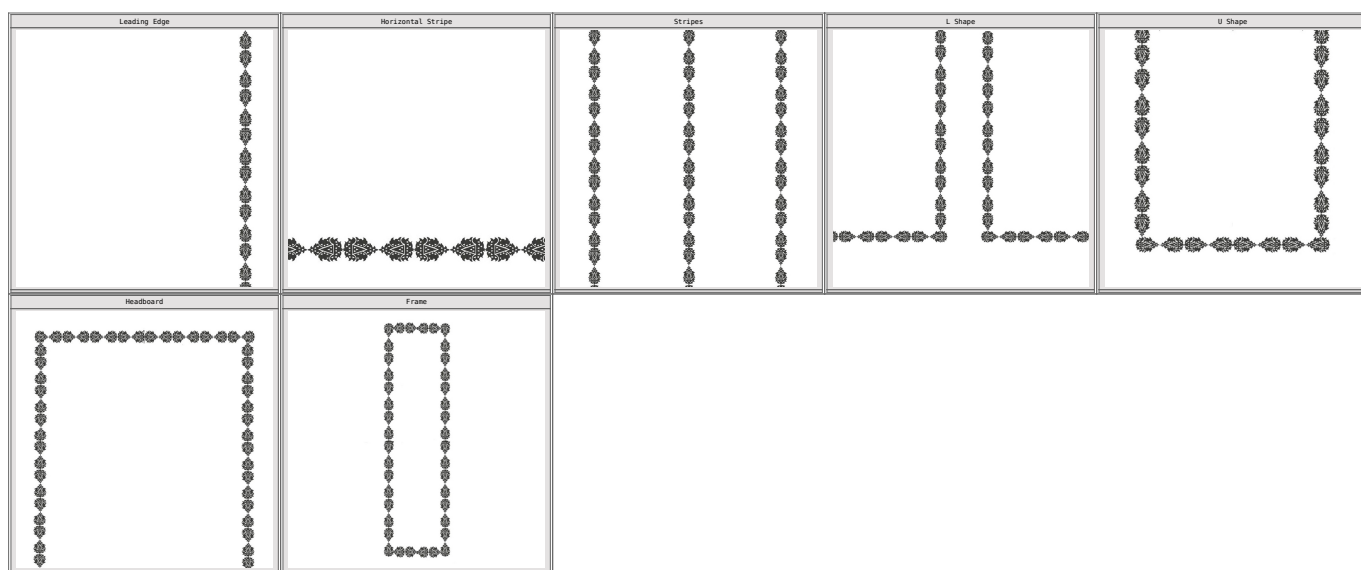 Leading Edge
Horizontal Stripe
Stripes
L Shape
U Shape
Headboard
Frame